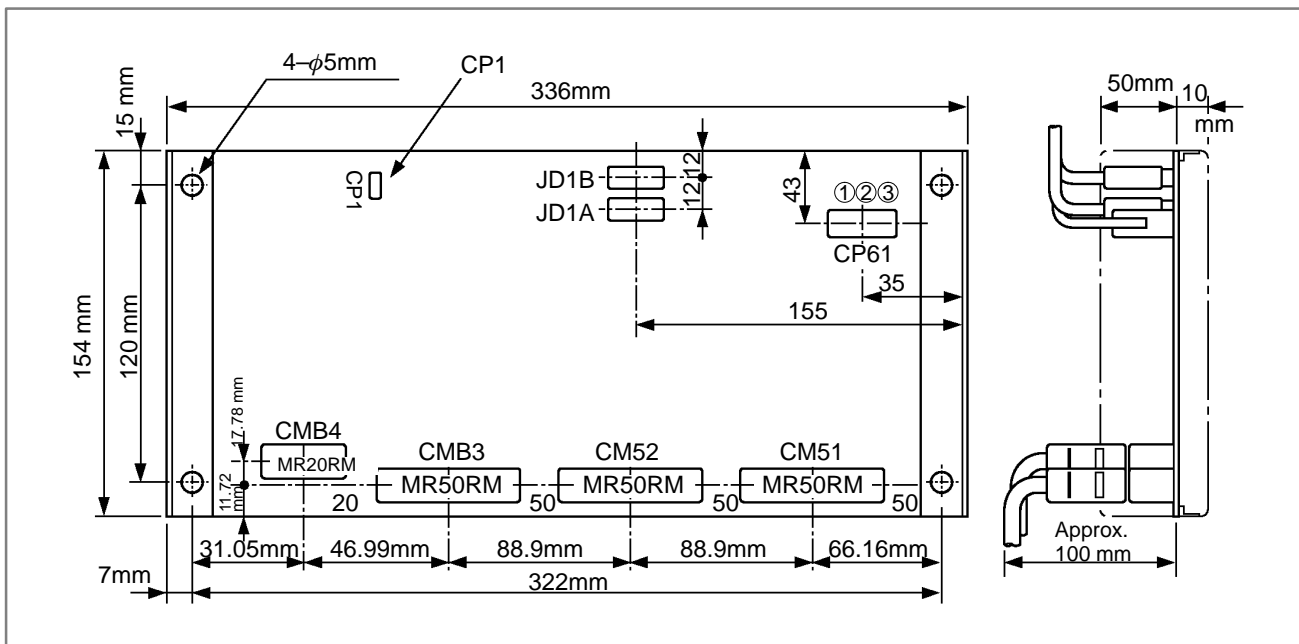 4–ϕ5mm
CP1
50mm
10
mm
336mm
15 mm
CP1
JD1B
JD1A
12
12
43
①②③
CP61
35
155
154 mm
120 mm
17.78 mm
11.72
mm
CMB4
MR20RM
CMB3
MR50RM
CM52
MR50RM
CM51
MR50RM
20
50
50
50
31.05mm
46.99mm
88.9mm
88.9mm
66.16mm
7mm
322mm
Approx.
100 mm